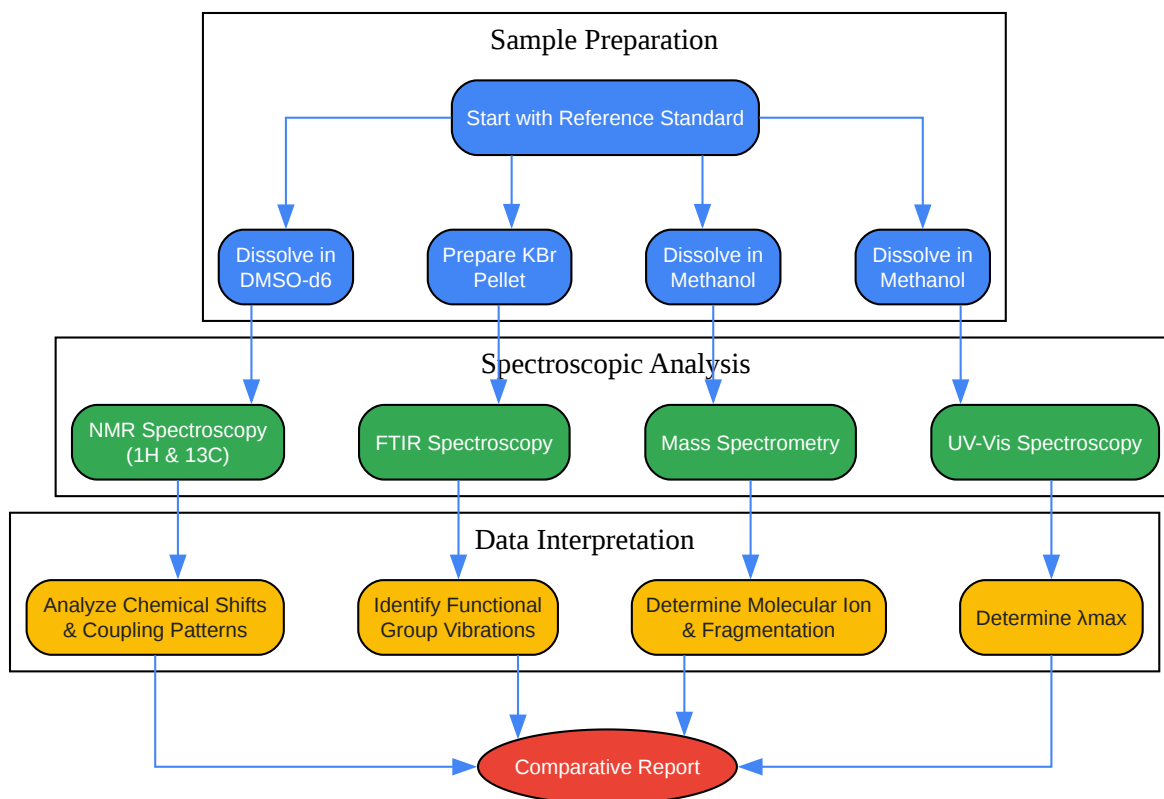 Sample Preparation
Start with Reference Standard
Dissolve in
DMSO-d6
Prepare KBr
Pellet
Dissolve in
Methanol
Dissolve in
Methanol
Spectroscopic Analysis
NMR Spectroscopy
(1H & 13C)
FTIR Spectroscopy
Mass Spectrometry
UV-Vis Spectroscopy
Data Interpretation
Analyze Chemical Shifts
& Coupling Patterns
Identify Functional
Group Vibrations
Determine Molecular Ion
& Fragmentation
Determine λmax
Comparative Report